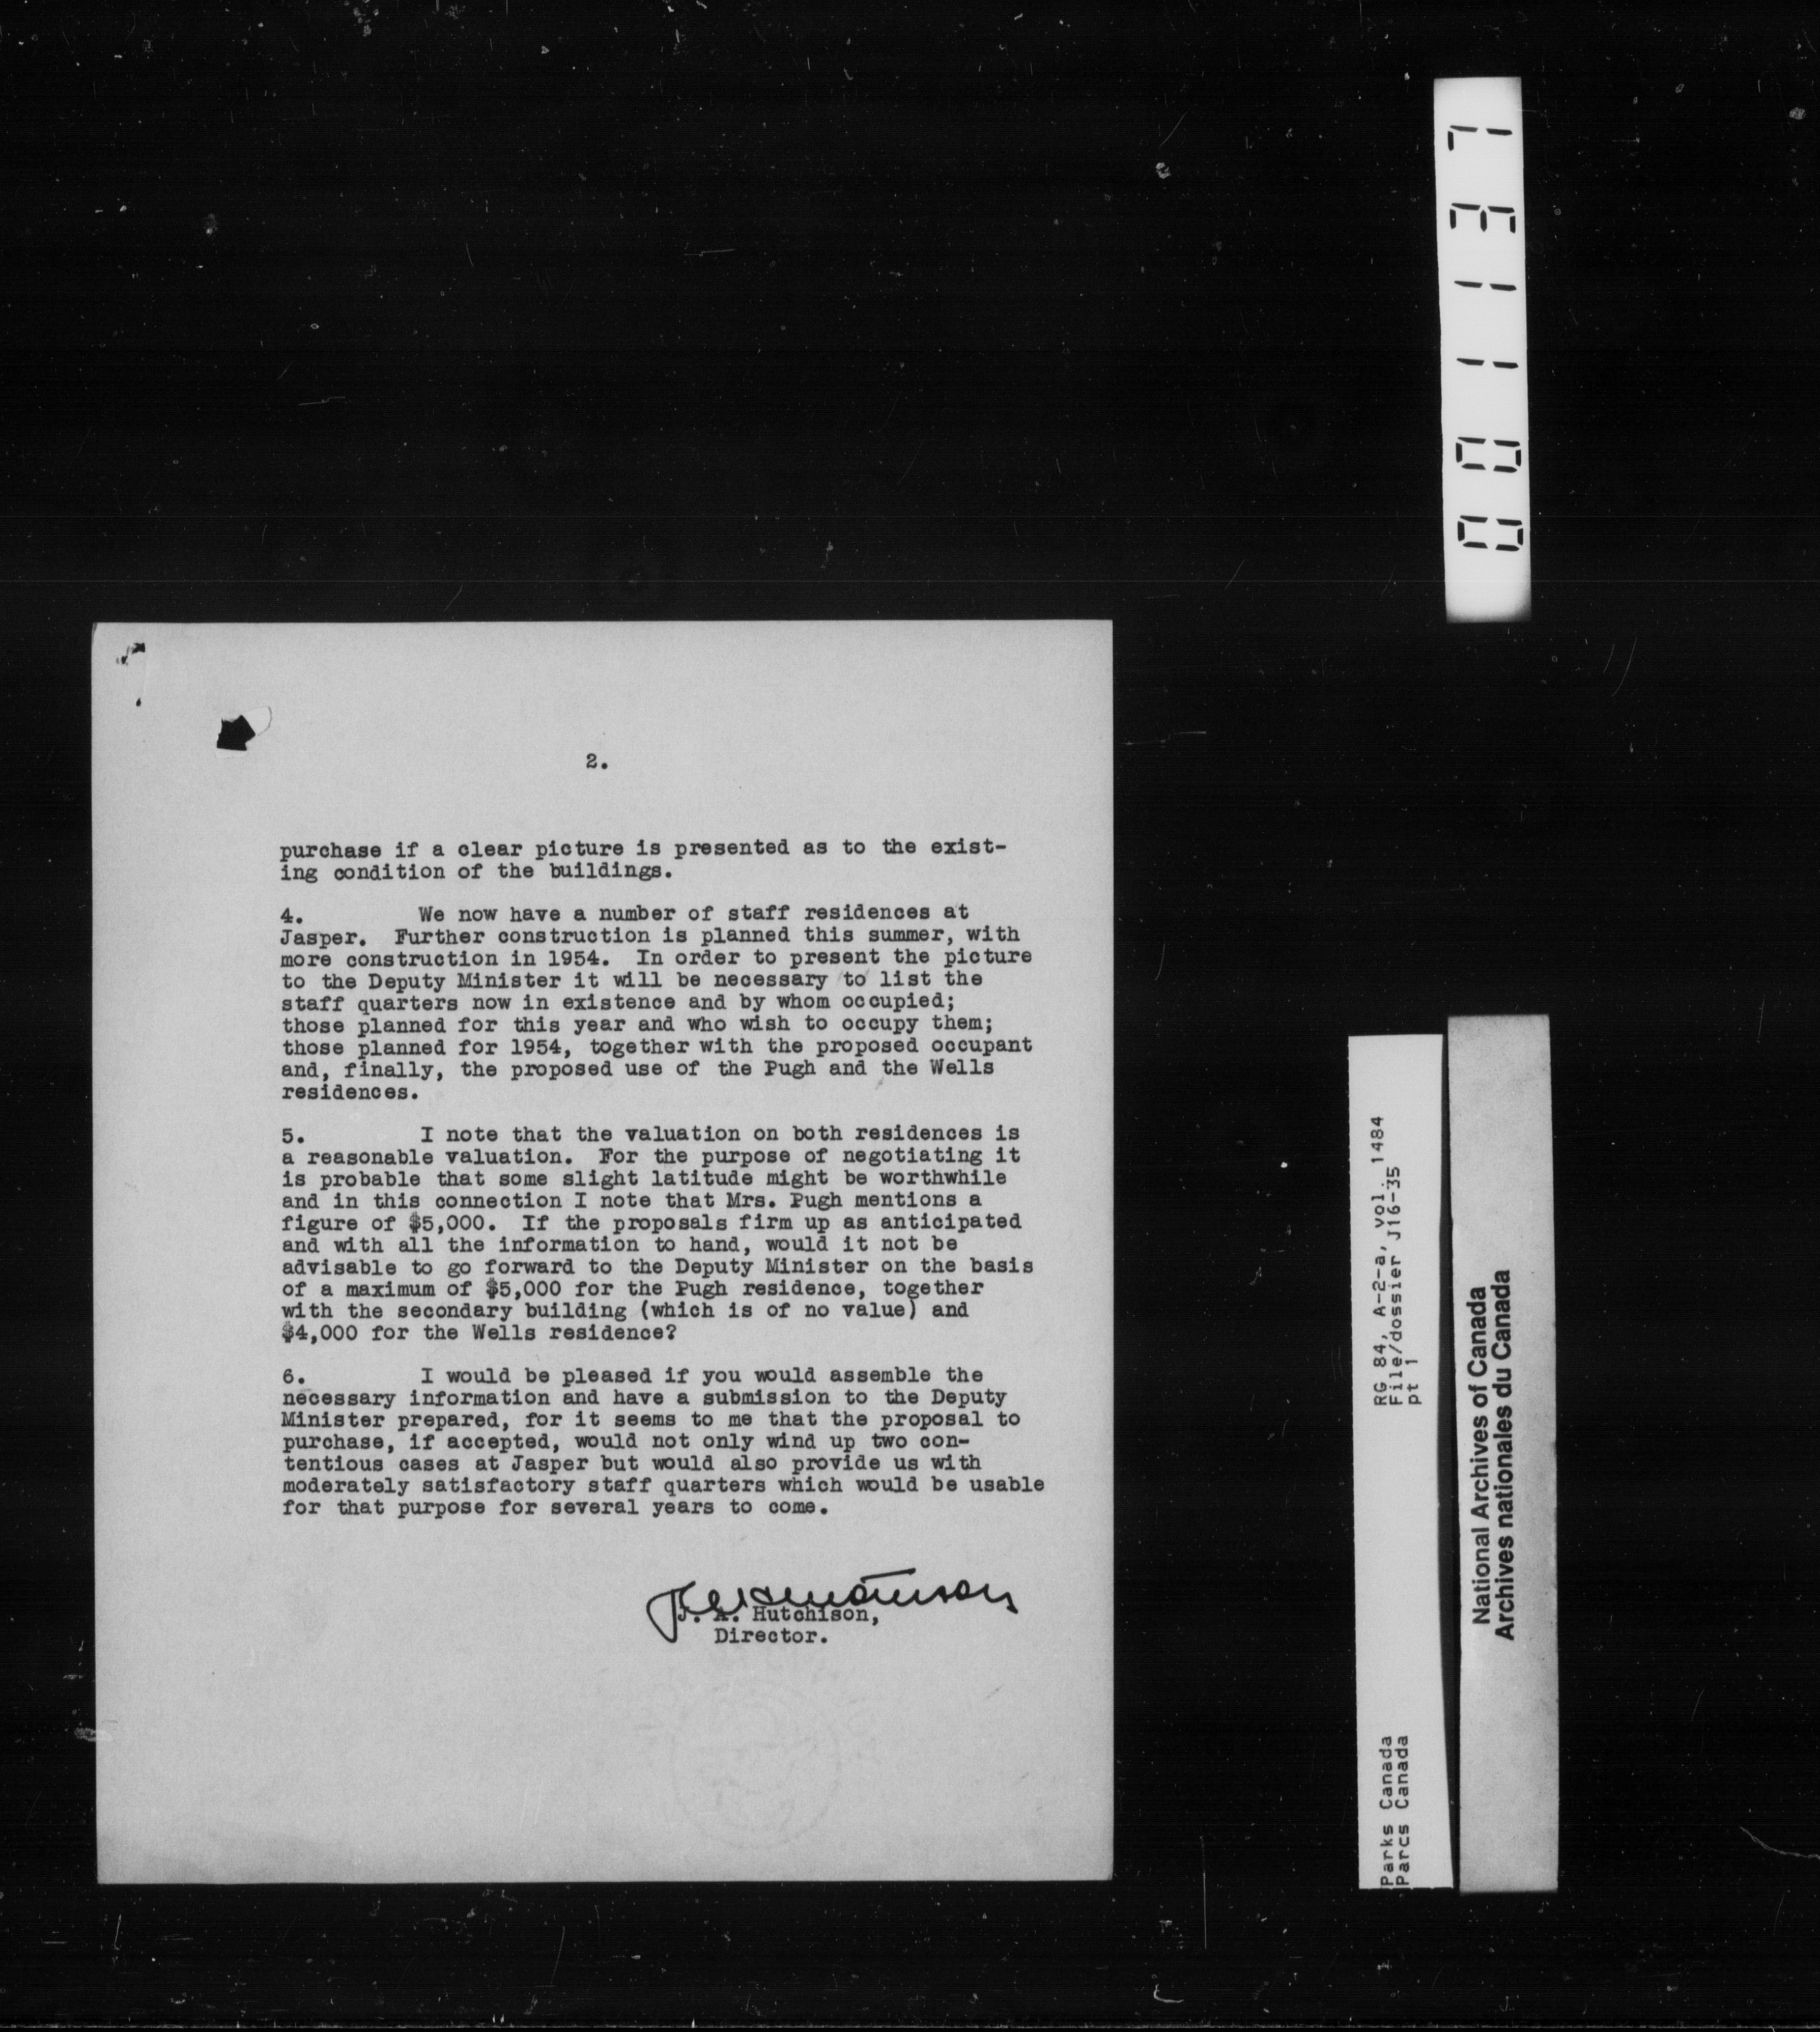 2.
purchase if a clear picture is presented as to the exist-
ing condition of the buildings.
4. We now have a number of staff residences at
Jasper. Further construction is planned this summer, with
more construction in 1954. In order to present the picture
to the Deputy Minister it will be necessary to list the
staff quarters now in existence and by whom occupied;
those planned for this year and who wish to occupy them;
those planned for 1954, together with the proposed occupant
and, finally, the proposed use of the Pugh and the Wells
residences.
5. I note that the valuation on both residences is
a reasonable valuation. For the purpose of negotiating it
is probable that some slight latitude might be worthwhile
and in this connection I note that Mrs. Pugh mentions a
figure of $5,000. If the proposals firm up as anticipated
and with all the information to hand, would it not be
advisable to go forward to the Deputy Minister on the basis
of a maximum of $5,000 for the Pugh residence, together
with the secondary building (which is of no value) and
$4,000 for the Wells residence?
6. I would be pleased if you would assemble the
necessary information and have a submission to the Deputy
Minister prepared, for it seems to me that the proposal to
purchase, if accepted, would not only wind up two con-
tentious cases at Jasper but would also provide us with
moderately satisfactory staff quarters which would be usable
for that purpose for several years to come.
J. A. Hutchison,
Director.
001137
RG 84, A-2-a, vol. 1484
File/dossier J16-35
pt 1
Parks Canada
Parcs Canada
National Archives of Canada
Archives nationales du Canada